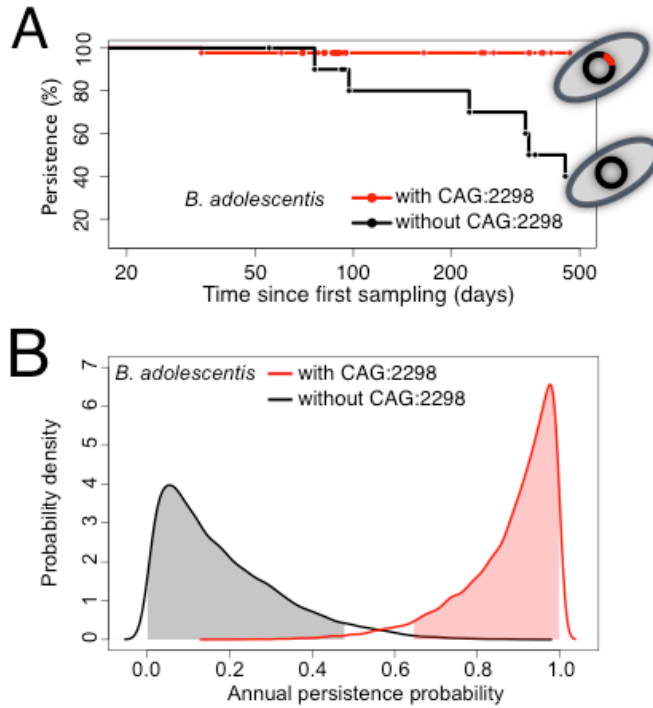 A
Persistence (%)
100
80
60
40
20
B. adolescentis
with CAG:2298
without CAG:2298
20 50 100 200 500
Time since first sampling (days)
B
Probability density
7
6
5
4
3
2
1
0
B. adolescentis
with CAG:2298
without CAG:2298
0.0 0.2 0.4 0.6 0.8 1.0
Annual persistence probability